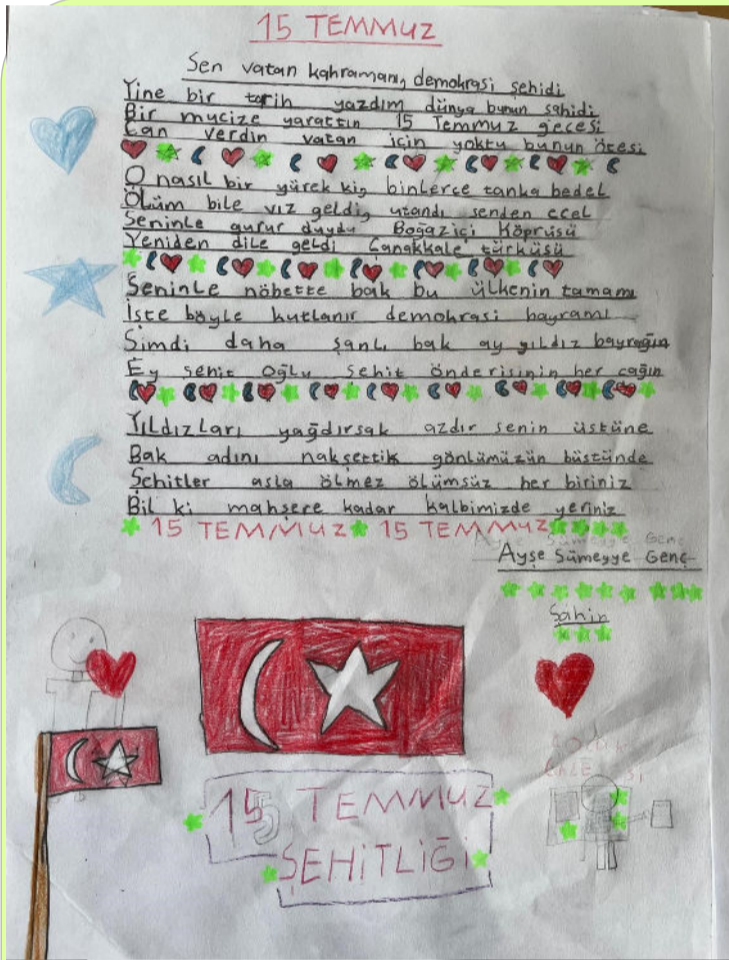 15 TEMMUZ
Sen vatan kahramanı, demokrasi şehidi
Yine bir tarih yazdım dünya bunun şahidi
Bir mucize yarattın 15 Temmuz gecesi
Can verdin vatan için yoktu bunun ötesi
O nasıl bir yürek ki, binlerce tanka bedel
Ölüm bile vız geldi, utandı senden ecel
Seninle gurur duydu Boğaziçi Köprüsü
Yeniden dile geldi Çanakkale türküsü
Seninle nöbette bak bu ülkenin tamamı
İşte böyle kutlanır demokrasi bayramı
Şimdi daha şanlı bak ay yıldız bayrağın
Ey şehit oğlu şehit önderisinin her çağın
Yıldızları yağdırsak azdır senin üstüne
Bak adını nakşettik gönlümüzün büstünde
Şehitler asla ölmez ölümsüz her biriniz
Bil ki mahşere kadar kalbimizde yeriniz
15 TEMMUZ 15 TEMMUZ
Ayşe Sümeyye Genç
Ayşe Sümeyye Genç
Şahin
15 TEMMUZ
ŞEHİTLİĞİ